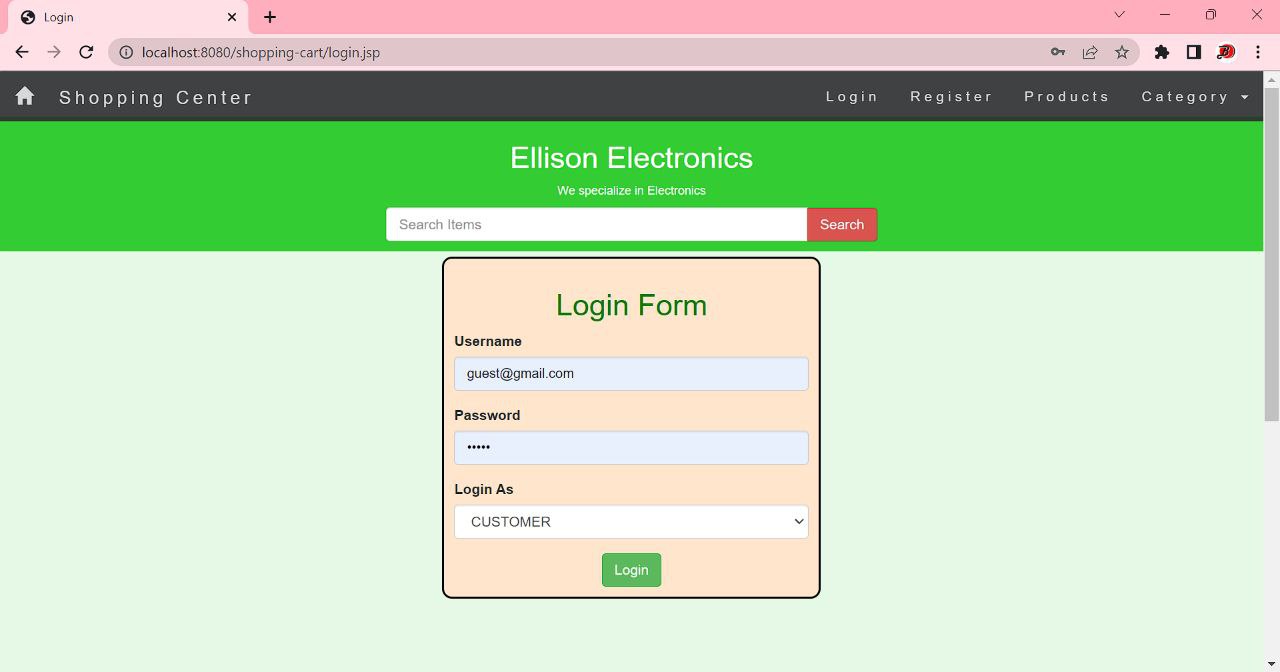 Login
localhost:8080/shopping-cart/login.jsp
Shopping Center Login Register Products Category
Ellison Electronics
We specialize in Electronics
Search Items Search
Login Form
Username
guest@gmail.com
Password
•••••
Login As
CUSTOMER
Login